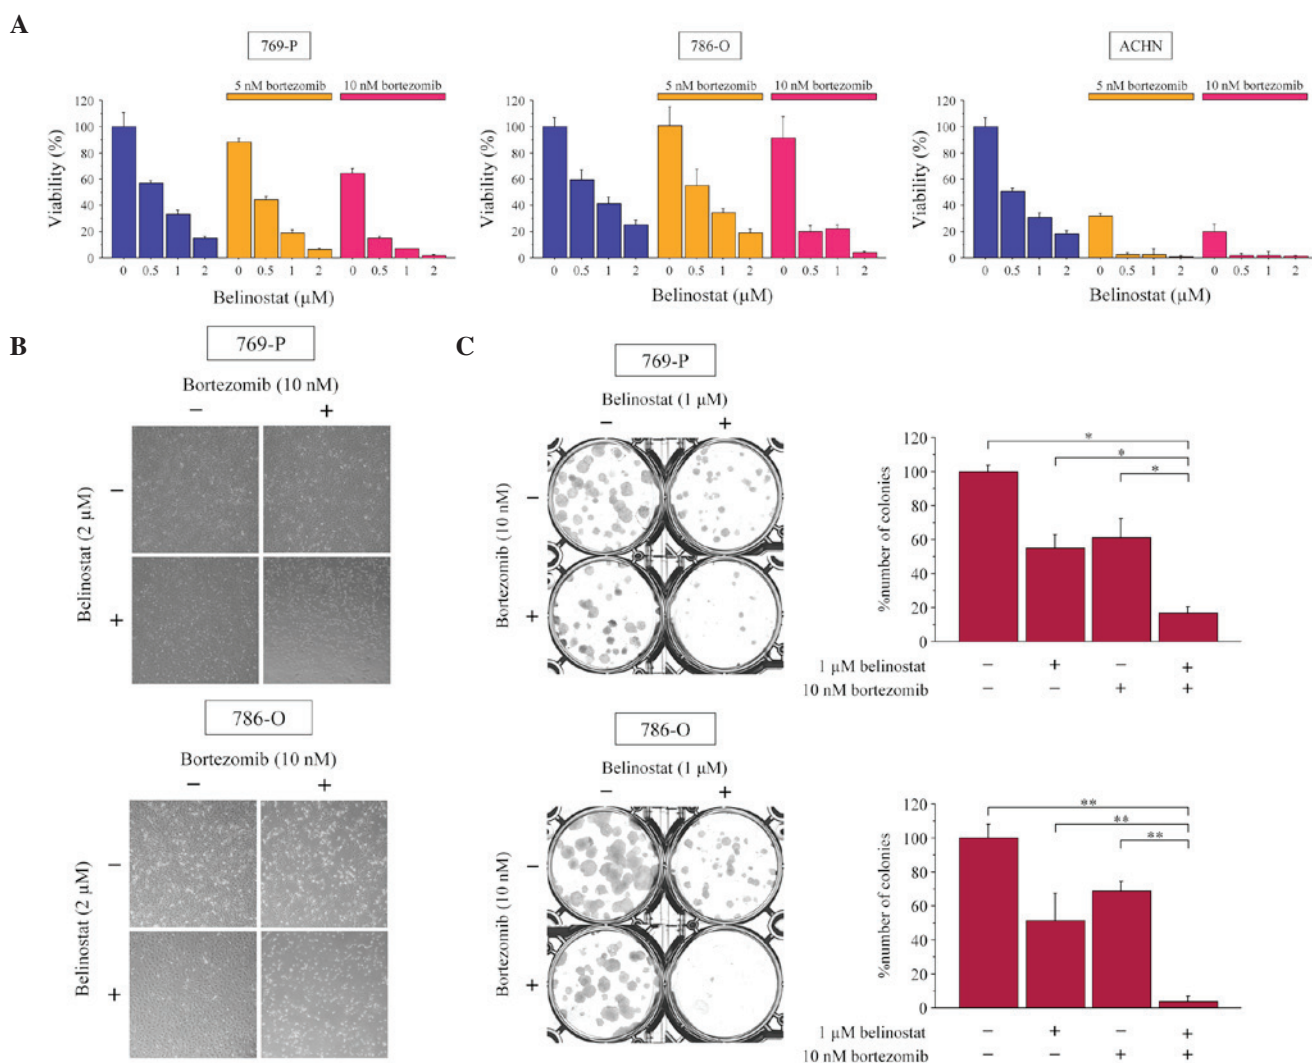 A
769-P
786-O
ACHN
5 nM bortezomib 10 nM bortezomib
5 nM bortezomib 10 nM bortezomib
5 nM bortezomib 10 nM bortezomib
Viability (%)
120
100
80
60
40
20
0
0 0.5 1 2 0 0.5 1 2 0 0.5 1 2
Belinostat (µM)
Viability (%)
120
100
80
60
40
20
0
0 0.5 1 2 0 0.5 1 2 0 0.5 1 2
Belinostat (µM)
Viability (%)
120
100
80
60
40
20
0
0 0.5 1 2 0 0.5 1 2 0 0.5 1 2
Belinostat (µM)
B
769-P
Bortezomib (10 nM)
− +
Belinostat (2 µM)
−
+
786-O
Bortezomib (10 nM)
− +
Belinostat (2 µM)
−
+
C
769-P
Belinostat (1 µM)
− +
Bortezomib (10 nM)
−
+
%number of colonies
120
100
80
60
40
20
0
*
*
*
1 µM belinostat − + − +
10 nM bortezomib − − + +
786-O
Belinostat (1 µM)
− +
Bortezomib (10 nM)
−
+
%number of colonies
120
100
80
60
40
20
0
**
**
**
1 µM belinostat − + − +
10 nM bortezomib − − + +